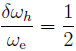 δω_h/ω_e = 1/2